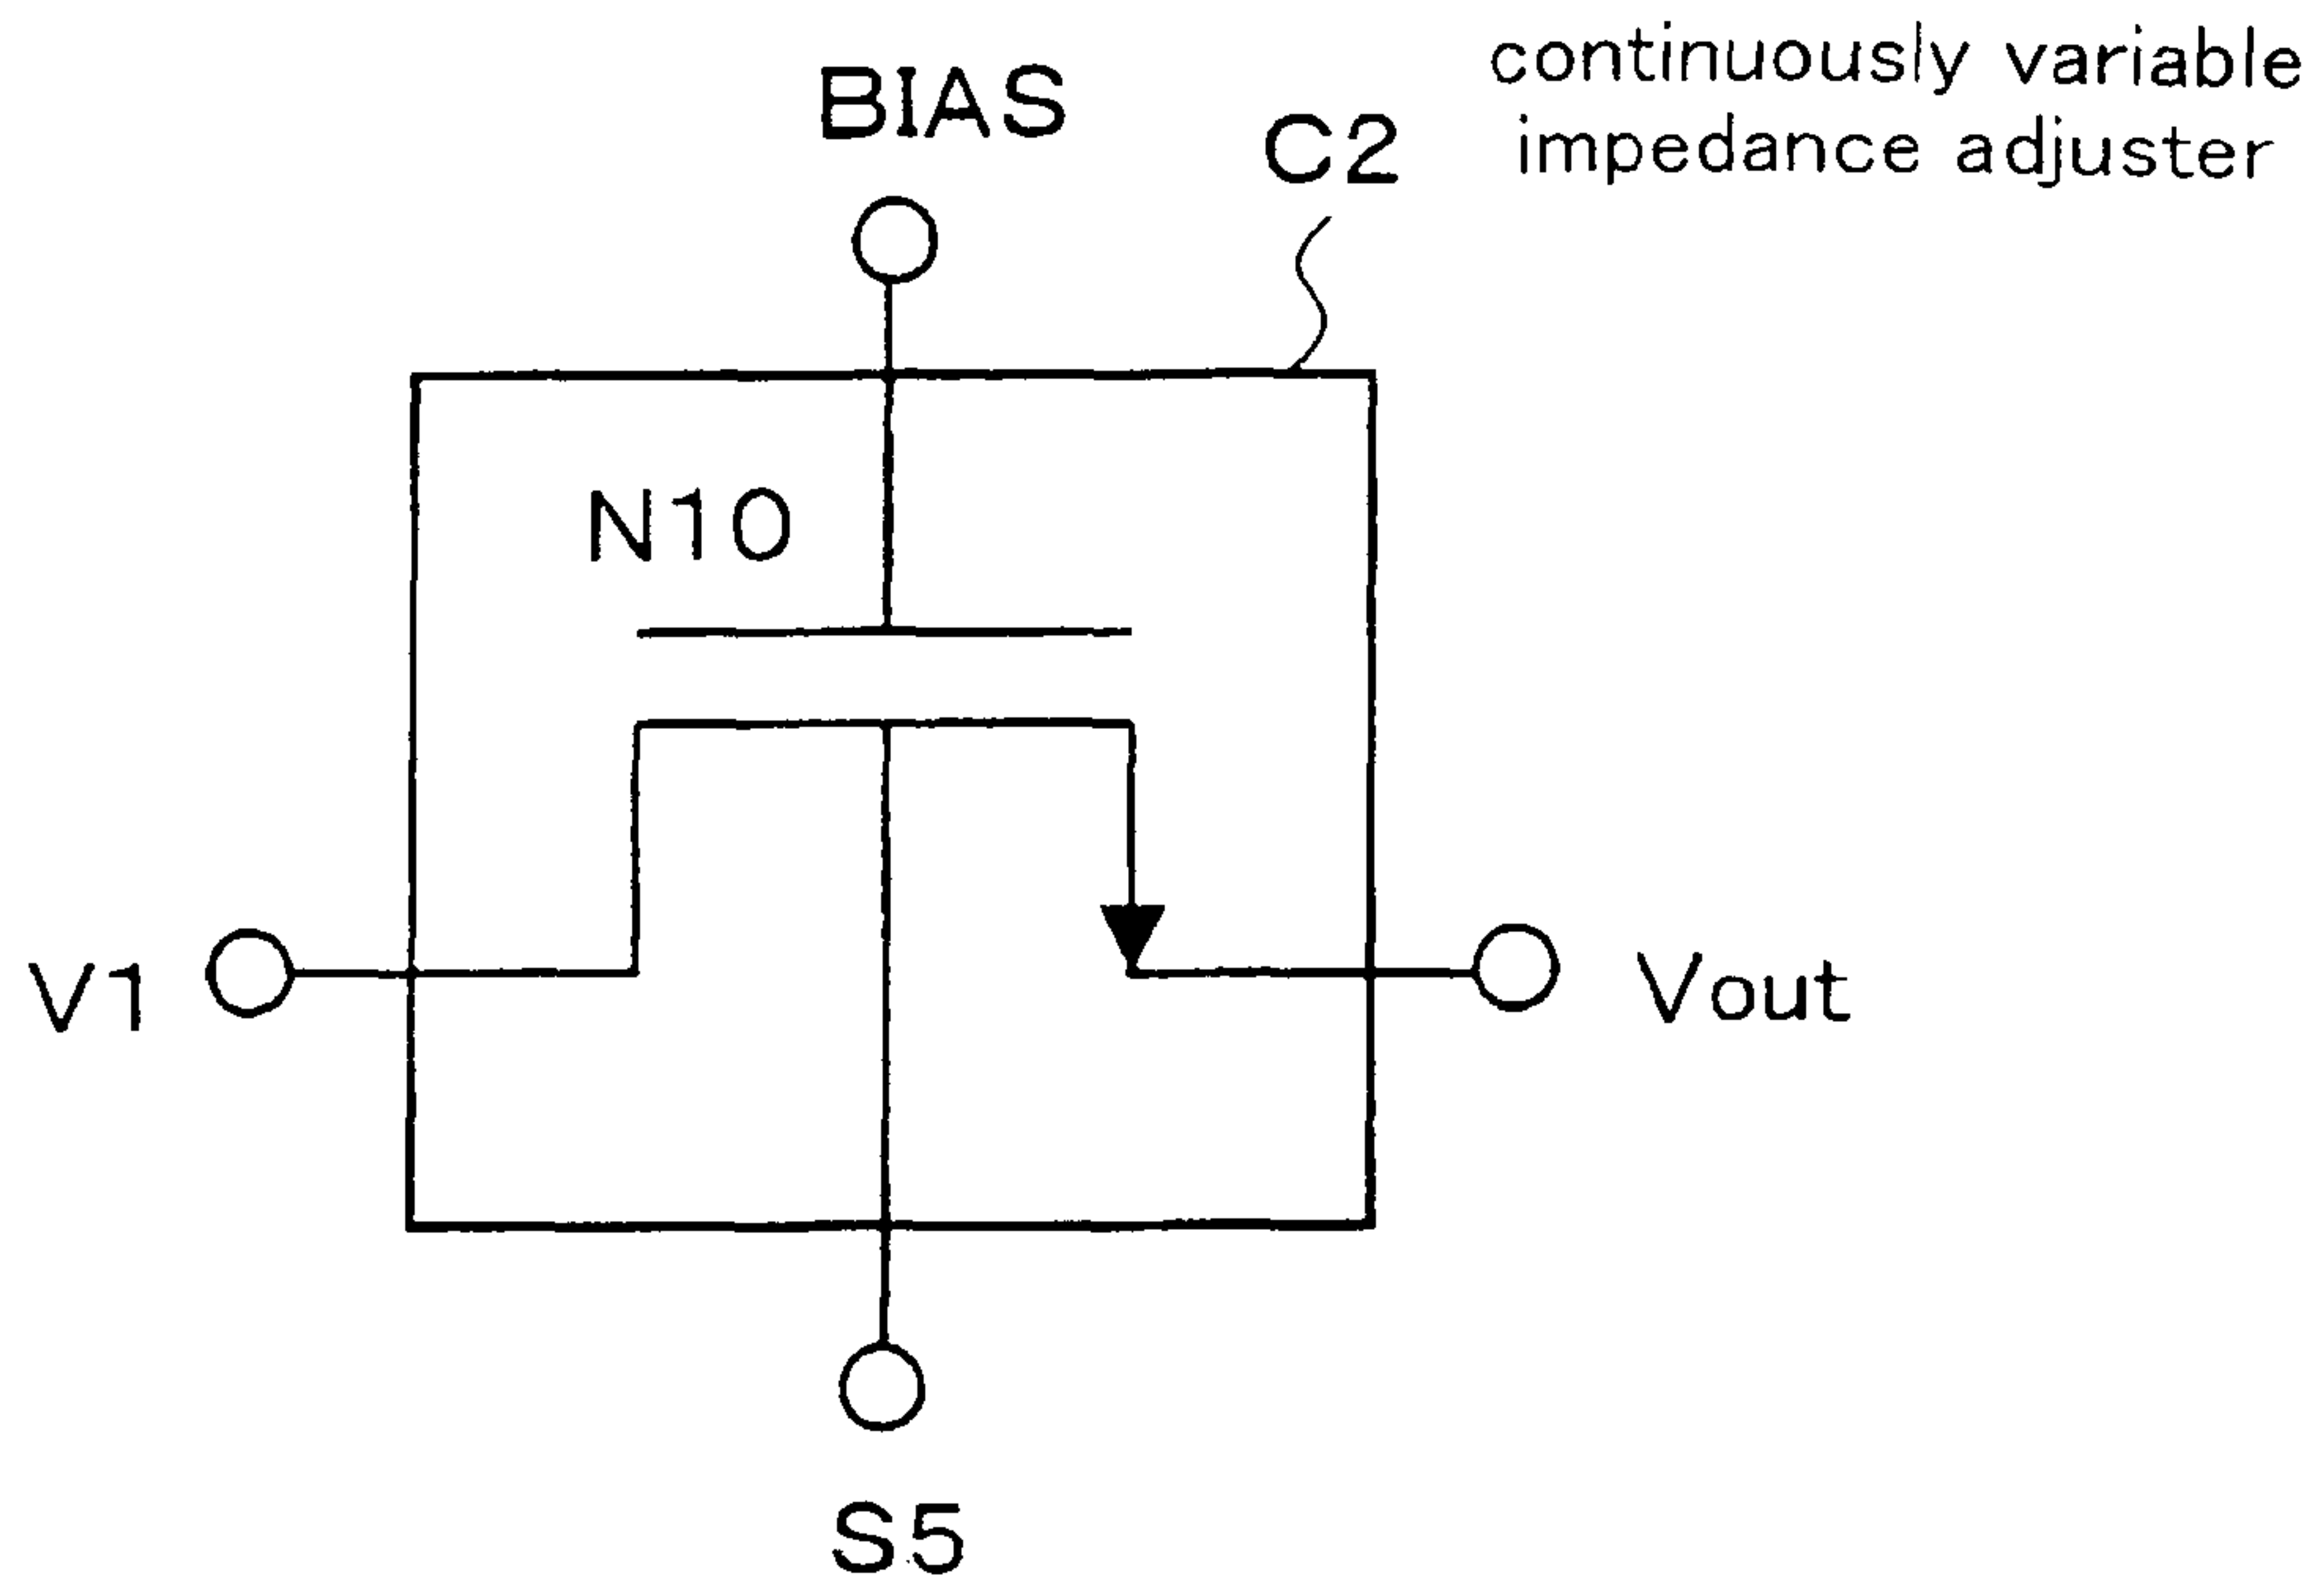 continuously variable
impedance adjuster
BIAS
C2
N10
V1
Vout
S5